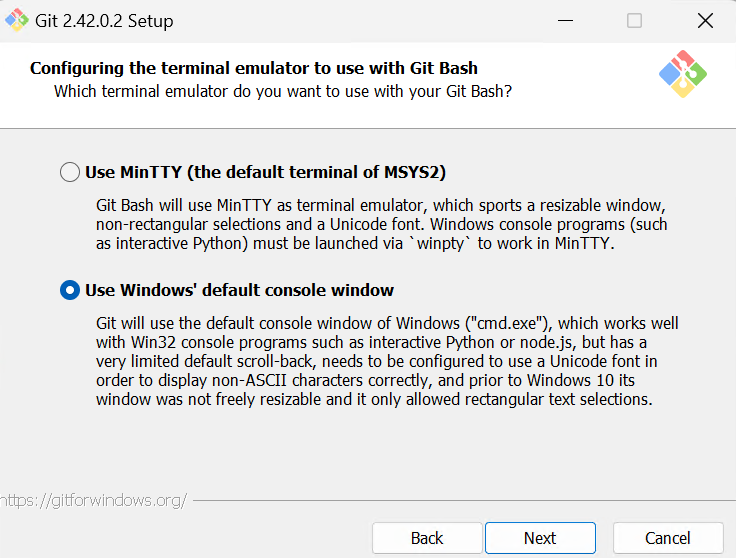 Git 2.42.0.2 Setup
Configuring the terminal emulator to use with Git Bash
Which terminal emulator do you want to use with your Git Bash?
Use MinTTY (the default terminal of MSYS2)
Git Bash will use MinTTY as terminal emulator, which sports a resizable window,
non-rectangular selections and a Unicode font. Windows console programs (such
as interactive Python) must be launched via `winpty` to work in MinTTY.
Use Windows' default console window
Git will use the default console window of Windows ("cmd.exe"), which works well
with Win32 console programs such as interactive Python or node.js, but has a
very limited default scroll-back, needs to be configured to use a Unicode font in
order to display non-ASCII characters correctly, and prior to Windows 10 its
window was not freely resizable and it only allowed rectangular text selections.
https://gitforwindows.org/
Back
Next
Cancel